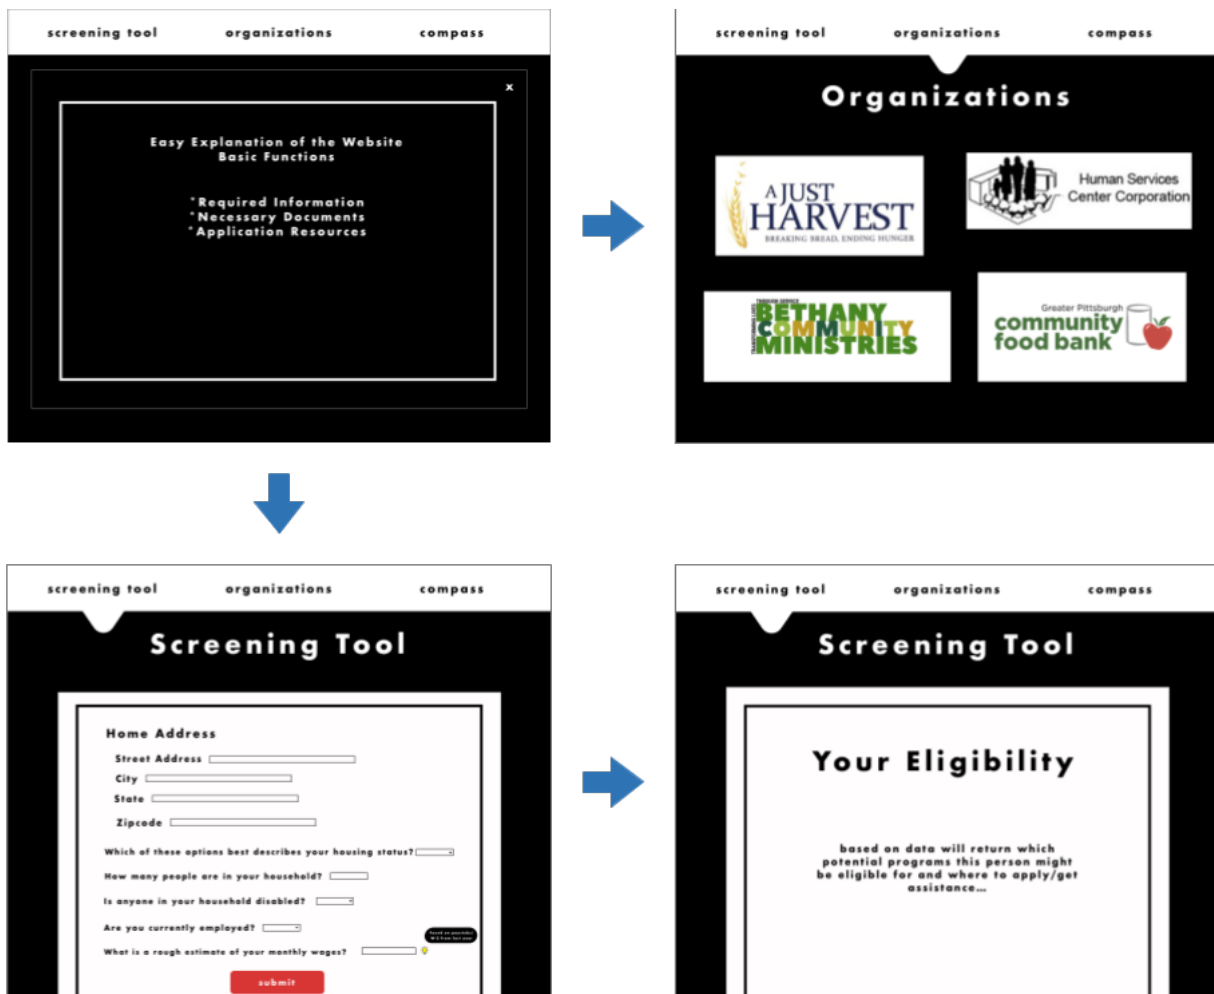 screening tool organizations compass
x
Easy Explanation of the Website
Basic Functions
*Required Information
*Necessary Documents
*Application Resources
screening tool organizations compass
Organizations
A JUST
HARVEST
BREAKING BREAD, ENDING HUNGER
Human Services
Center Corporation
THROUGH SERVICE
TRANSFORMING LIVES
BETHANY
COMMUNITY
MINISTRIES
Greater Pittsburgh
community
food bank
screening tool organizations compass
Screening Tool
Home Address
Street Address
City
State
Zipcode
Which of these options best describes your housing status?
How many people are in your household?
Is anyone in your household disabled?
Are you currently employed?
What is a rough estimate of your monthly wages?
submit
screening tool organizations compass
Screening Tool
Your Eligibility
based on data will return which
potential programs this person might
be eligible for and where to apply/get
assistance...